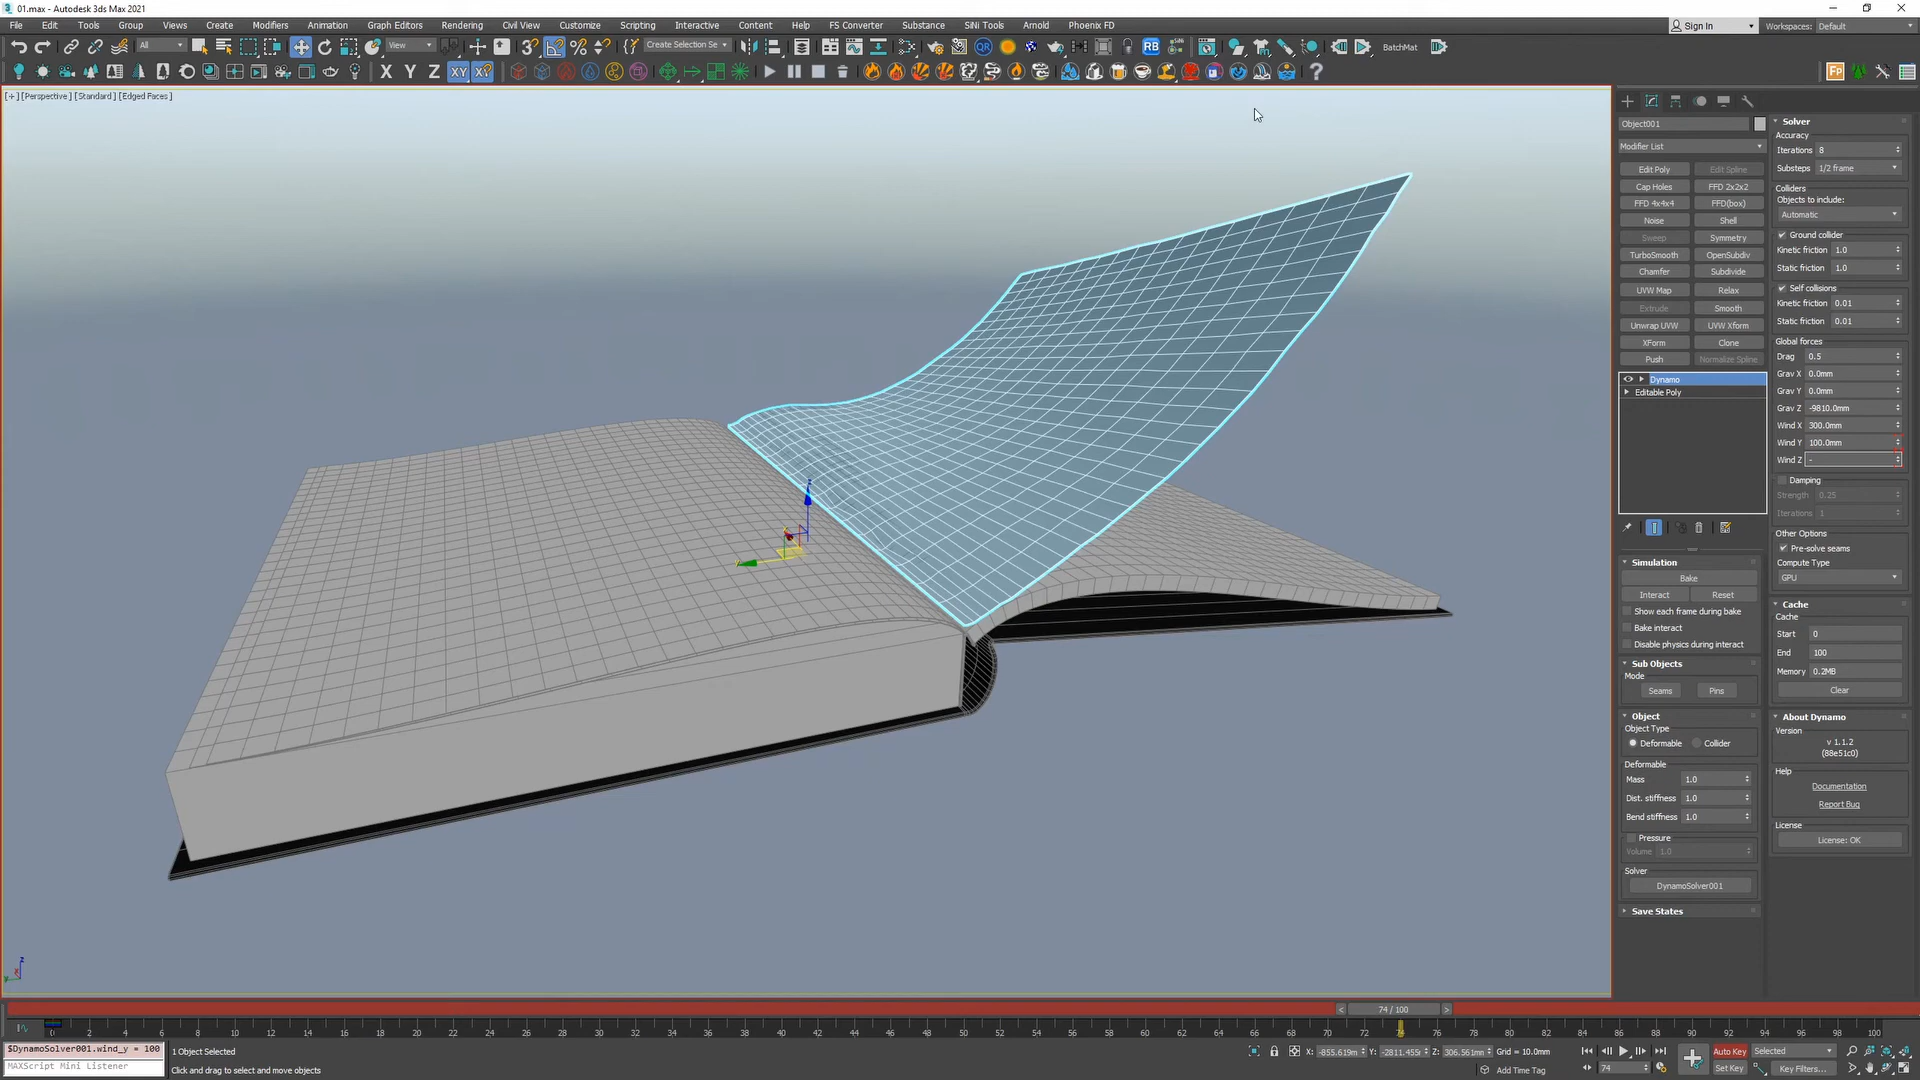 01.max - Autodesk 3ds Max 2021
File Edit Tools Group Views Create Modifiers Animation Graph Editors Rendering Civil View Customize Scripting Interactive Content Help FS Converter Substance SiNi Tools Arnold Phoenix FD
Sign In Workspaces: Default
All View Create Selection Se BatchMat
X Y Z XY
[+] [Perspective] [Standard] [Edged Faces]
Object001
Modifier List
Edit Poly Edit Spline
Cap Holes FFD 2x2x2
FFD 4x4x4 FFD(box)
Noise Shell
Sweep Symmetry
TurboSmooth OpenSubdiv
Chamfer Subdivide
UVW Map Relax
Extrude Smooth
Unwrap UVW UVW Xform
XForm Clone
Push Normalize Spline
Dynamo
Editable Poly
Simulation
Bake
Interact Reset
Show each frame during bake
Bake interact
Disable physics during interact
Sub Objects
Mode
Seams Pins
Object
Object Type
Deformable Collider
Deformable
Mass 1.0
Dist. stiffness 1.0
Bend stiffness 1.0
Pressure
Volume 1.0
Solver
DynamoSolver001
Save States
Solver
Accuracy
Iterations 8
Substeps 1/2 frame
Colliders
Objects to include:
Automatic
Ground collider
Kinetic friction 1.0
Static friction 1.0
Self collisions
Kinetic friction 0.01
Static friction 0.01
Global forces
Drag 0.5
Grav X 0.0mm
Grav Y 0.0mm
Grav Z -9810.0mm
Wind X 300.0mm
Wind Y 100.0mm
Wind Z -
Damping
Strength 0.25
Iterations 1
Other Options
Pre-solve seams
Compute Type
GPU
Cache
Cache
Start 0
End 100
Memory 0.2MB
Clear
About Dynamo
Version
v 1.1.2
(88e51c0)
Help
Documentation
Report Bug
License
License: OK
z
x
y
< 74 / 100 >
0 2 4 6 8 10 12 14 16 18 20 22 24 26 28 30 32 34 36 38 40 42 44 46 48 50 52 54 56 58 60 62 64 66 68 70 72 74 76 78 80 82 84 86 88 90 92 94 96 98 100
$DynamoSolver001.wind_y = 100
MAXScript Mini Listener
1 Object Selected
Click and drag to select and move objects
X: -855.619m Y: -2811.455m Z: 306.561mm Grid = 10.0mm
Add Time Tag
74
Auto Key Selected
Set Key Key Filters...